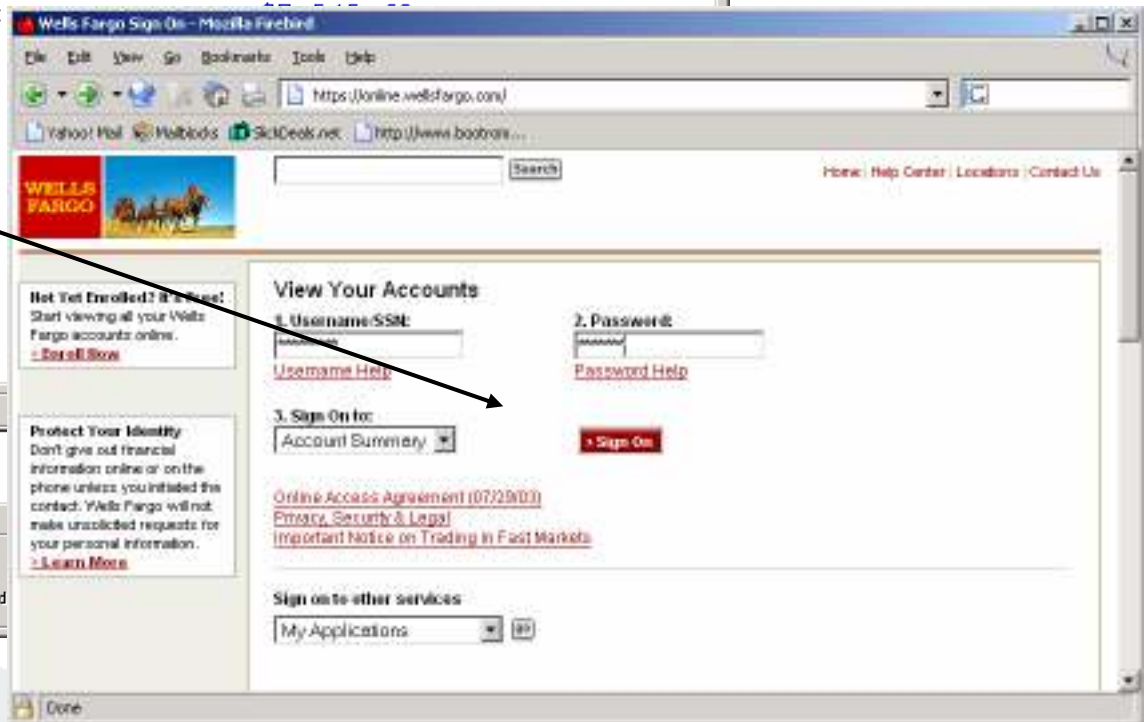 Wells Fargo Sign On - Mozilla Firebird
File Edit View Go Bookmarks Tools Help
https://online.wellsfargo.com/
Yahoo! Mail Mailblocks SlickDeals.net
WELLS FARGO
Search
Home | Help Center | Locations | Contact Us
Not Yet Enrolled? It's Free!
Start viewing all your Wells
Fargo accounts online.
> Enroll Now
Protect Your Identity
Don't give out financial
information online or on the
phone unless you initiated the
contact. Wells Fargo will not
make unsolicited requests for
your personal information.
> Learn More
View Your Accounts
1. Username/SSN:
2. Password:
Username Help
Password Help
3. Sign On to:
Account Summary
> Sign On
Online Access Agreement (07/29/03)
Privacy, Security & Legal
Important Notice on Trading in Fast Markets
Sign on to other services
My Applications
Done